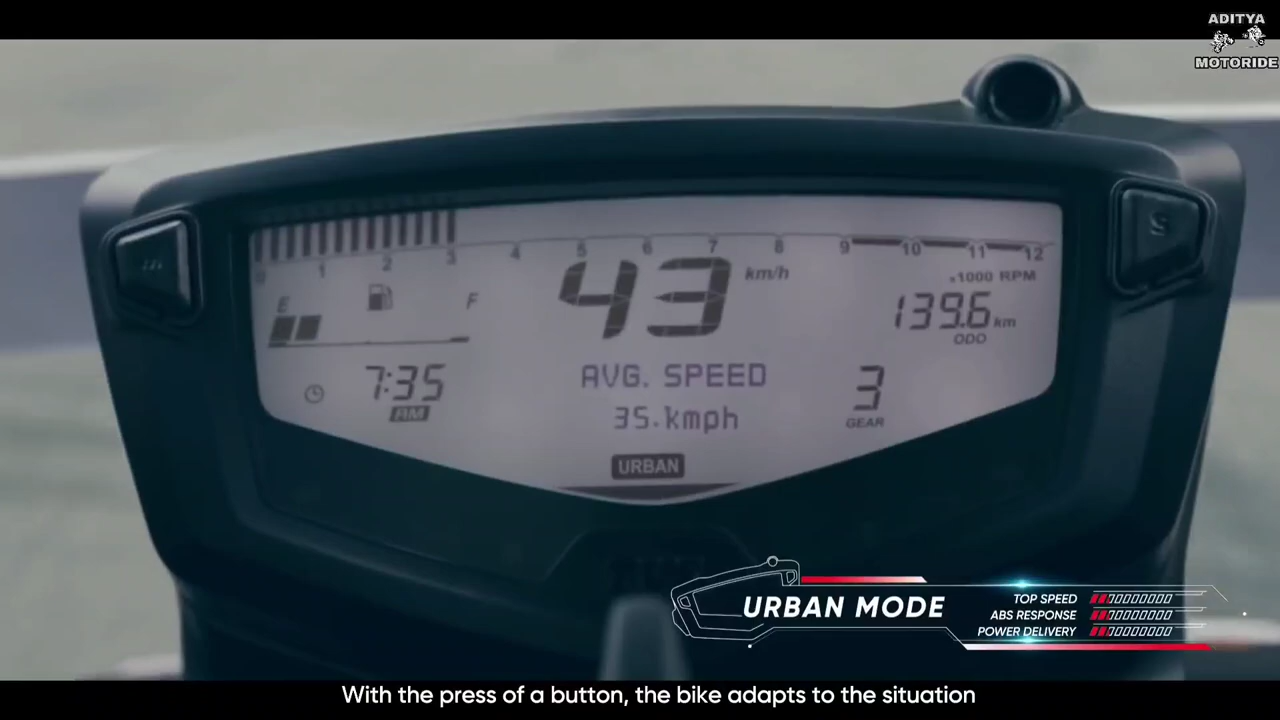 ADITYA
MOTORIDE
0 1 2 3 4 5 6 7 8 9 10 11 12
x1000 RPM
E F
43 km/h
139.6 km
ODO
7:35
AM
AVG. SPEED
35.kmph
3
GEAR
URBAN
S
URBAN MODE
TOP SPEED
ABS RESPONSE
POWER DELIVERY
With the press of a button, the bike adapts to the situation